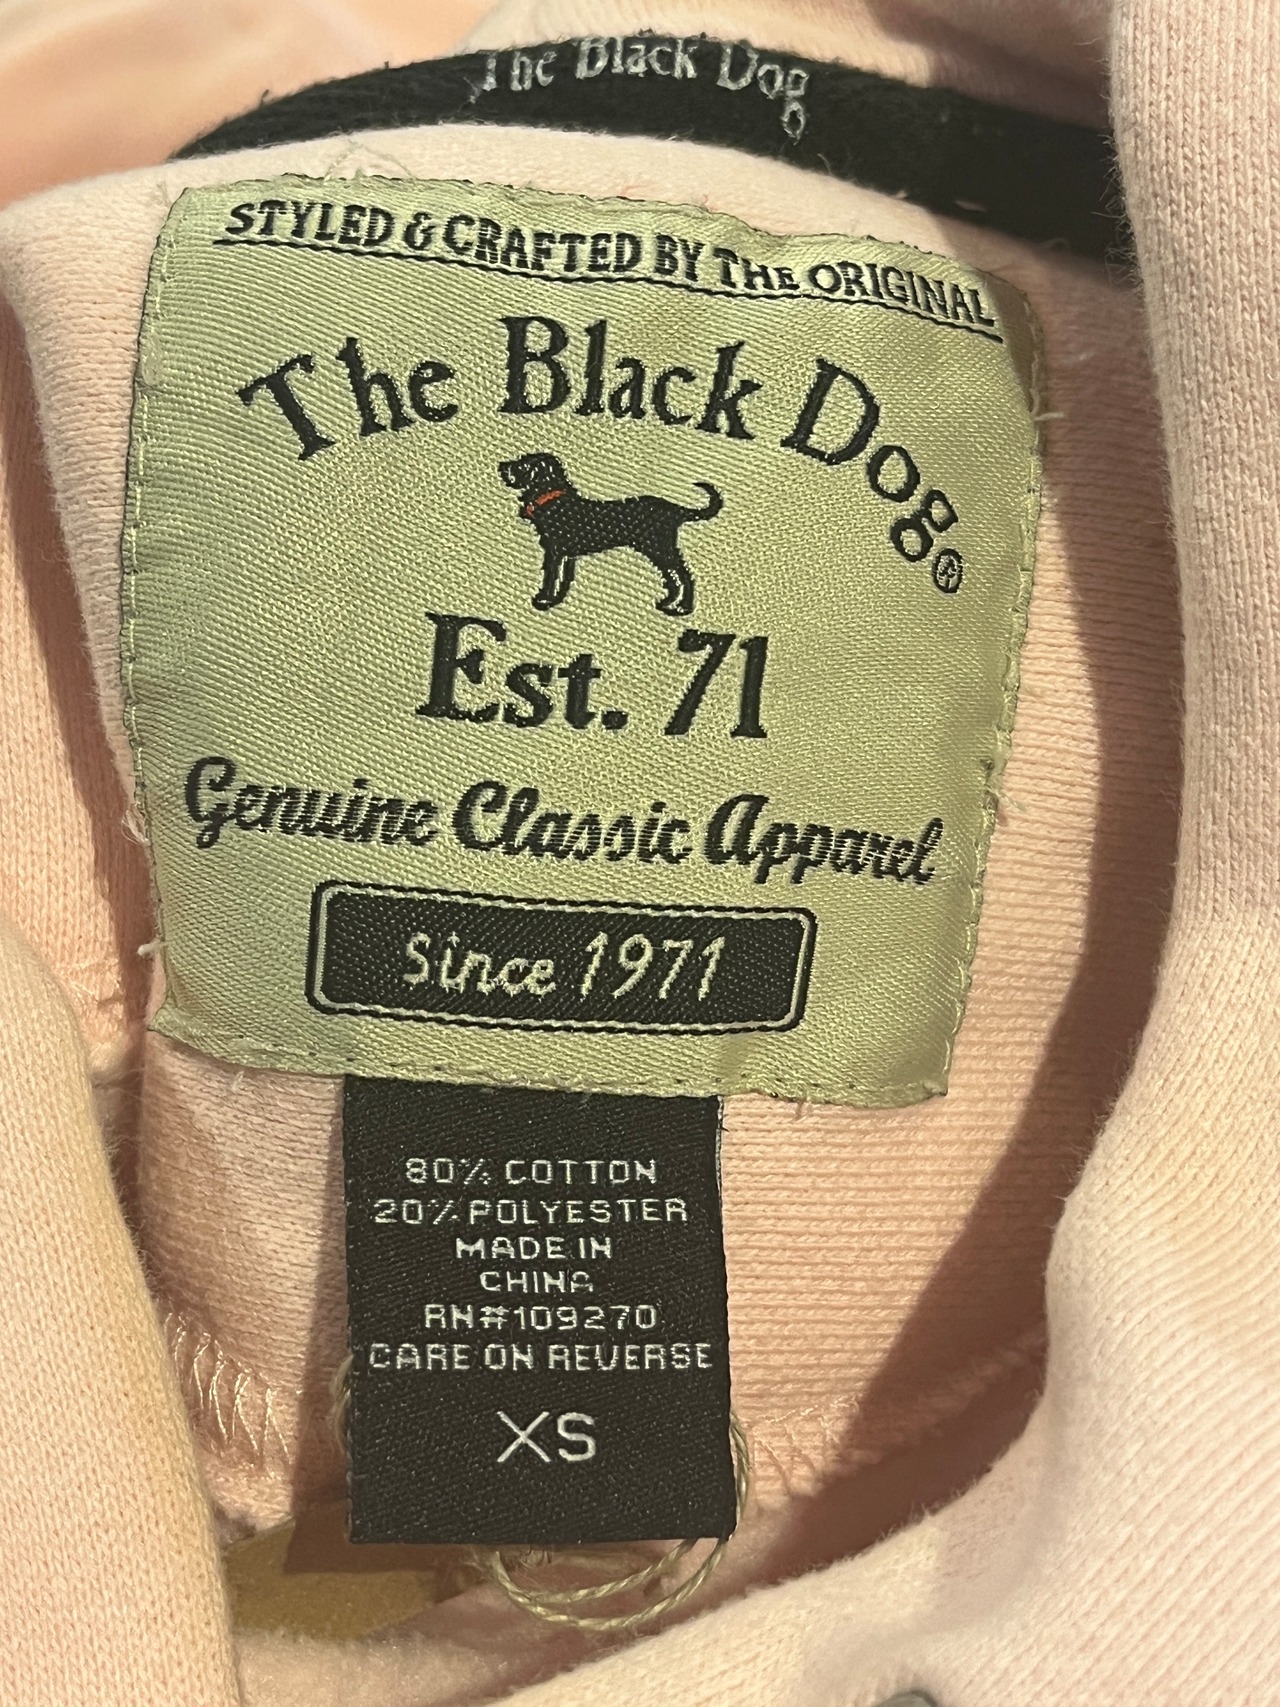 The Black Dog
STYLED & CRAFTED BY THE ORIGINAL
The Black Dog®
Est. 71
Genuine Classic Apparel
Since 1971
80% COTTON
20% POLYESTER
MADE IN
CHINA
RN#109270
CARE ON REVERSE
XS